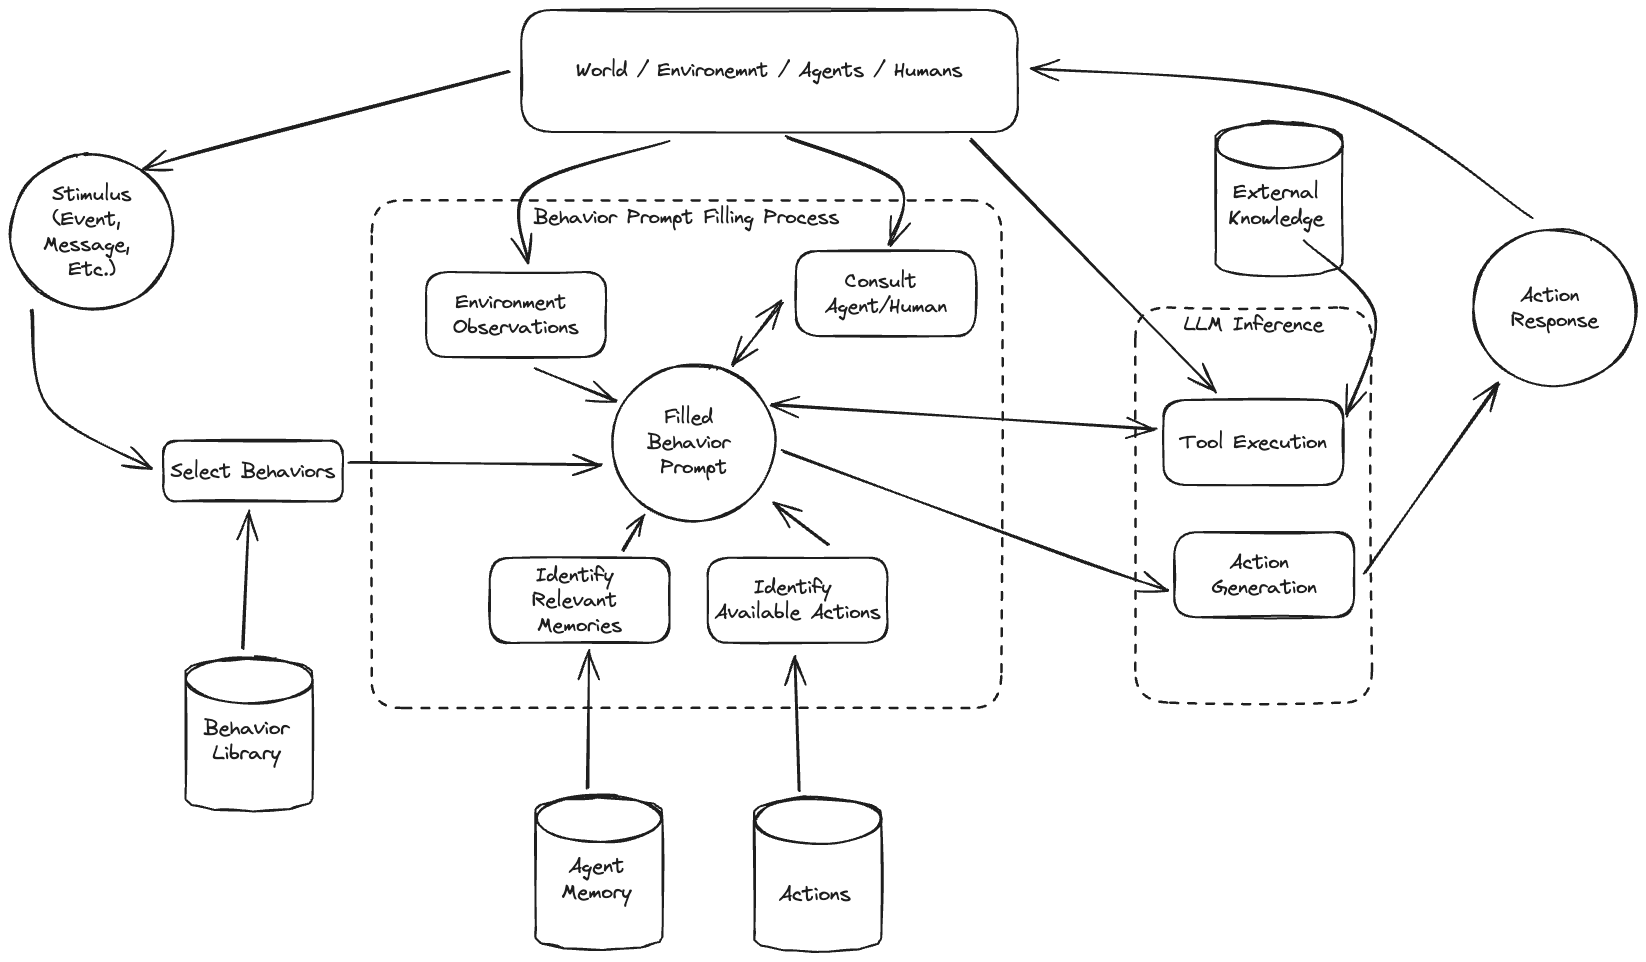 World / Environemnt / Agents / Humans
Stimulus
(Event,
Message,
Etc.)
Behavior Prompt Filling Process
External
Knowledge
Environment
Observations
Consult
Agent/Human
LLM Inference
Action
Response
Select Behaviors
Filled
Behavior
Prompt
Tool Execution
Identify
Relevant
Memories
Identify
Available Actions
Action
Generation
Behavior
Library
Agent
Memory
Actions